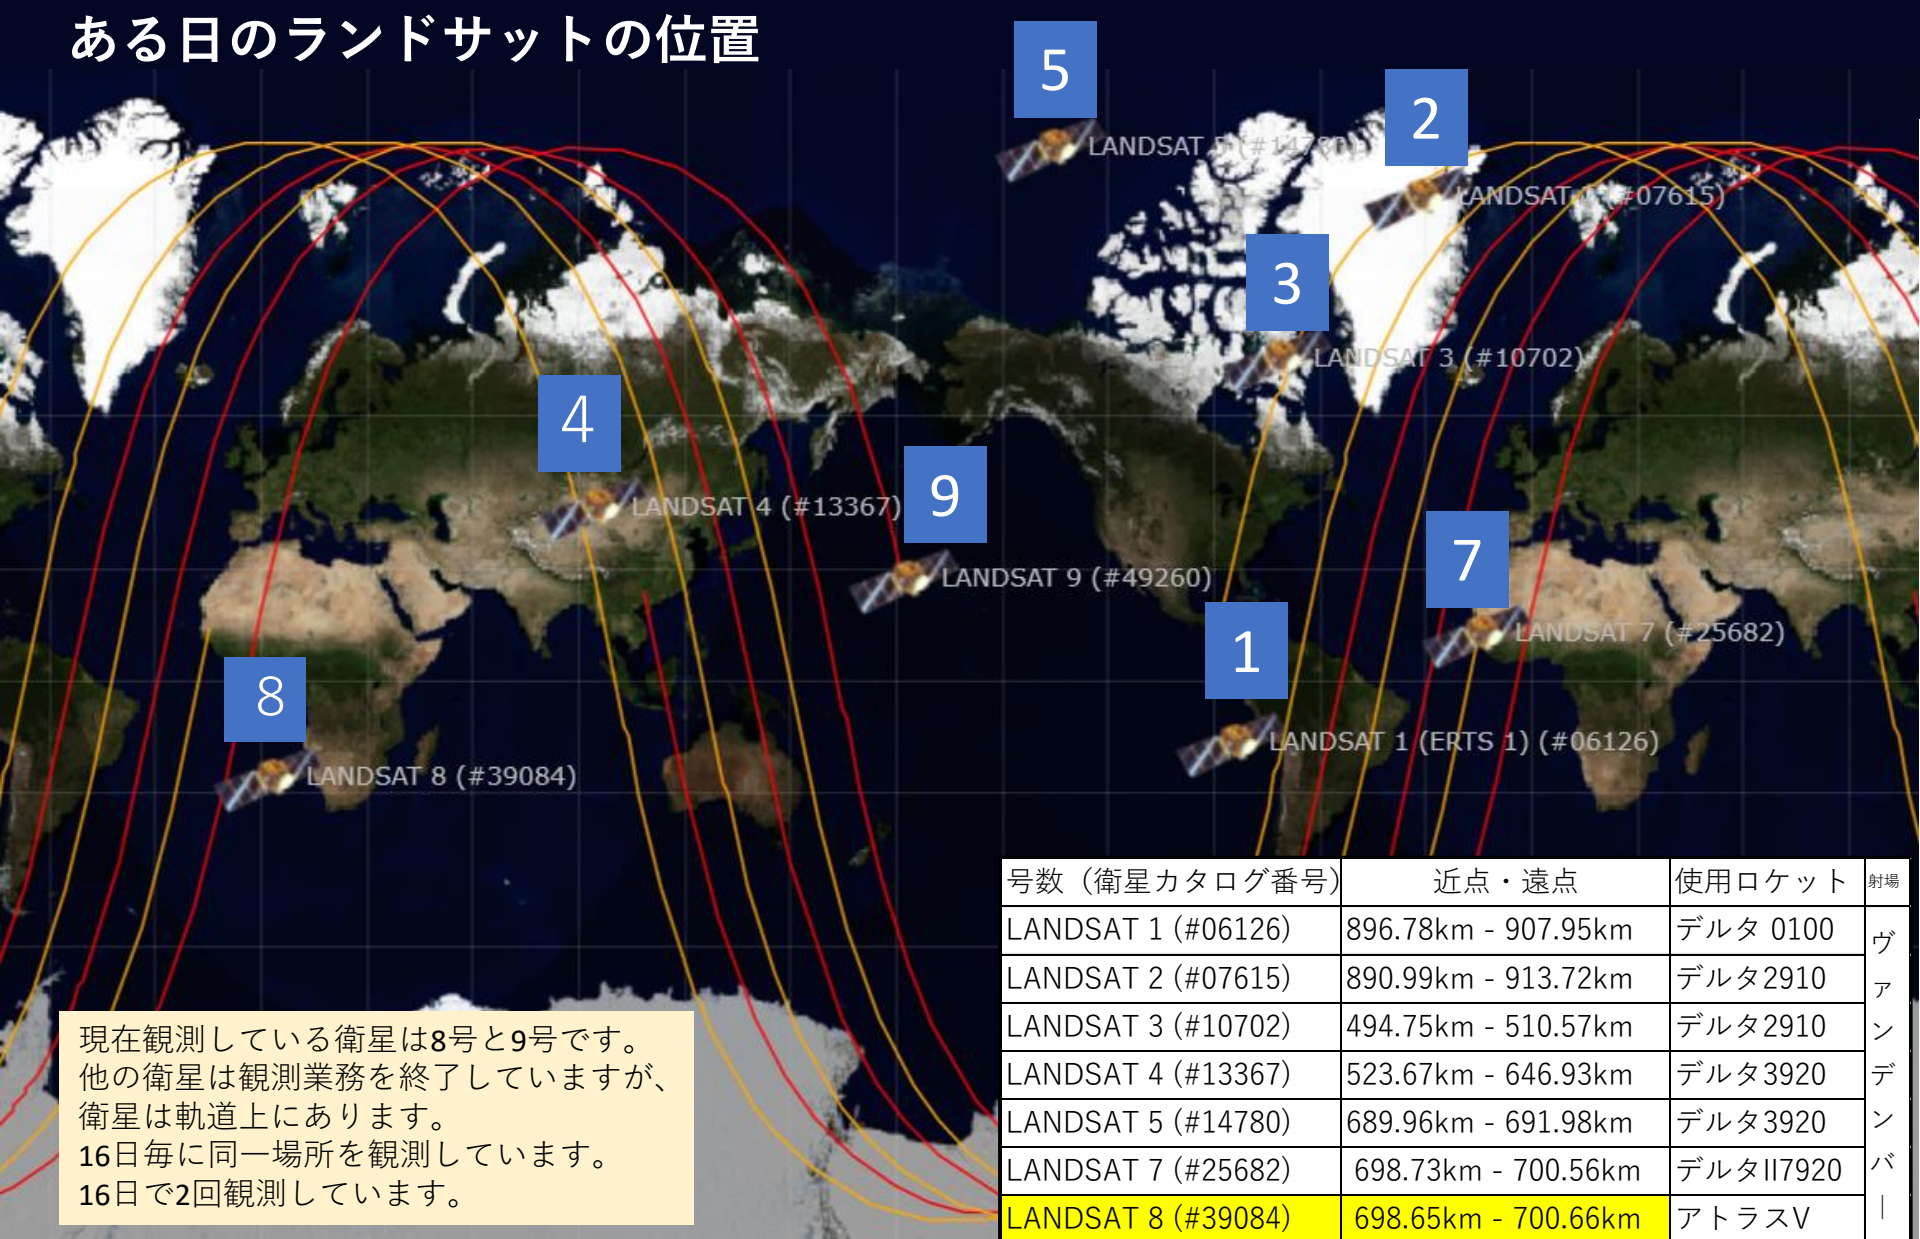 ある日のランドサットの位置
5
LANDSAT 5 (#14780)
2
LANDSAT 2 (#07615)
3
LANDSAT 3 (#10702)
4
LANDSAT 4 (#13367)
9
LANDSAT 9 (#49260)
7
LANDSAT 7 (#25682)
1
LANDSAT 1 (ERTS 1) (#06126)
8
LANDSAT 8 (#39084)
現在観測している衛星は8号と9号です。
他の衛星は観測業務を終了していますが、
衛星は軌道上にあります。
16日毎に同一場所を観測しています。
16日で2回観測しています。
号数（衛星カタログ番号） 近点・遠点 使用ロケット 射場
LANDSAT 1 (#06126) 896.78km - 907.95km デルタ 0100
LANDSAT 2 (#07615) 890.99km - 913.72km デルタ2910
LANDSAT 3 (#10702) 494.75km - 510.57km デルタ2910
LANDSAT 4 (#13367) 523.67km - 646.93km デルタ3920
LANDSAT 5 (#14780) 689.96km - 691.98km デルタ3920
LANDSAT 7 (#25682) 698.73km - 700.56km デルタII7920
LANDSAT 8 (#39084) 698.65km - 700.66km アトラスV
ヴァンデンバー